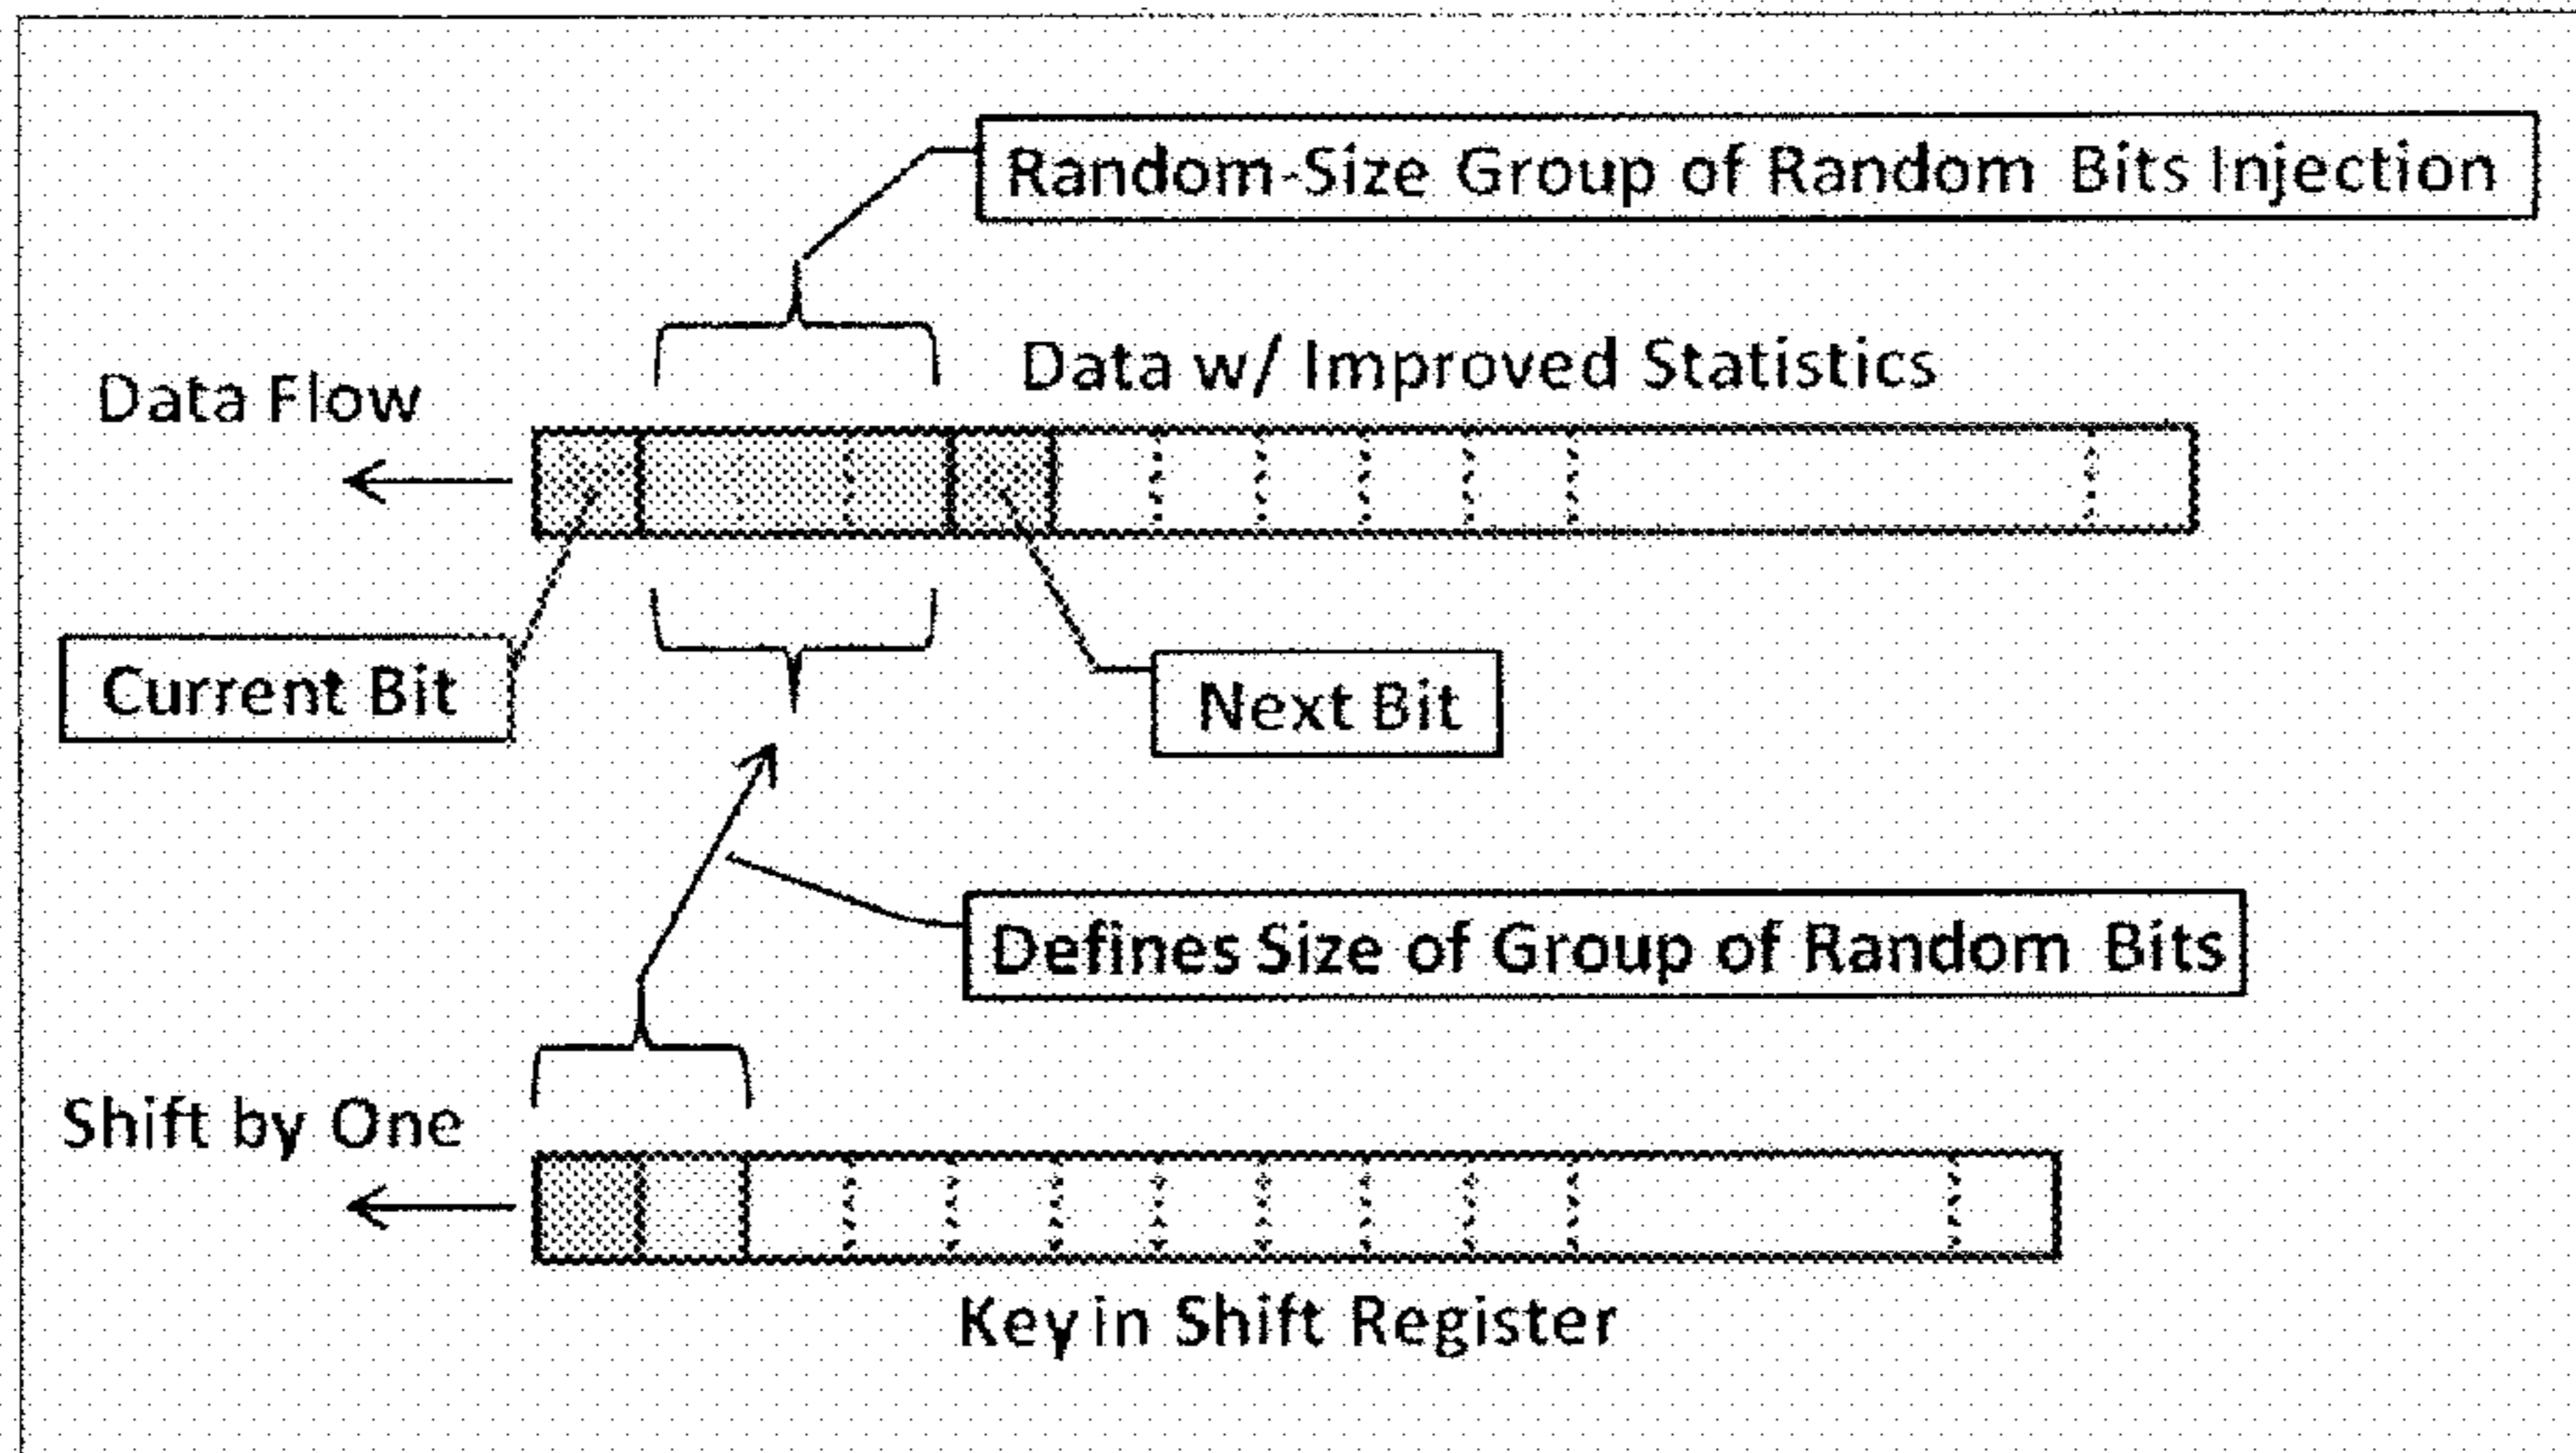 Random-Size Group of Random Bits Injection
Data w/ Improved Statistics
Data Flow
Current Bit
Next Bit
Defines Size of Group of Random Bits
Shift by One
Key in Shift Register